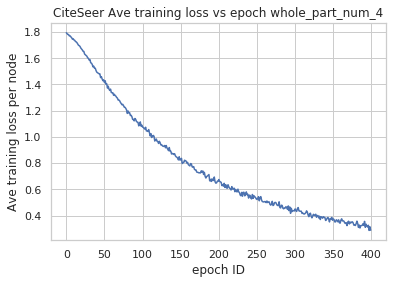 CiteSeer Ave training loss vs epoch whole_part_num_4
Ave training loss per node
1.8
1.6
1.4
1.2
1.0
0.8
0.6
0.4
0 50 100 150 200 250 300 350 400
epoch ID